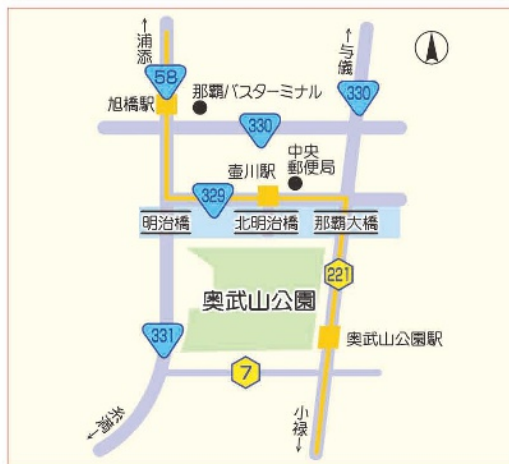 ←浦添
←与儀
58
330
旭橋駅
那覇バスターミナル
330
中央
郵便局
壺川駅
329
明治橋
北明治橋
那覇大橋
221
奥武山公園
奥武山公園駅
331
7
糸満→
小禄→